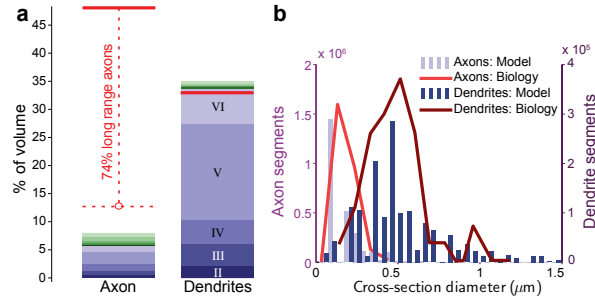 a
% of volume
45
40
35
30
25
20
15
10
5
0
74% long range axons
VI
V
IV
III
II
Axon
Dendrites
b
x 10⁶
x 10⁵
Axons: Model
Axons: Biology
Dendrites: Model
Dendrites: Biology
Axon segments
2
1.5
1
0.5
0
Dendrite segments
4
3
2
1
0
0
0.5
1
1.5
Cross-section diameter (μm)